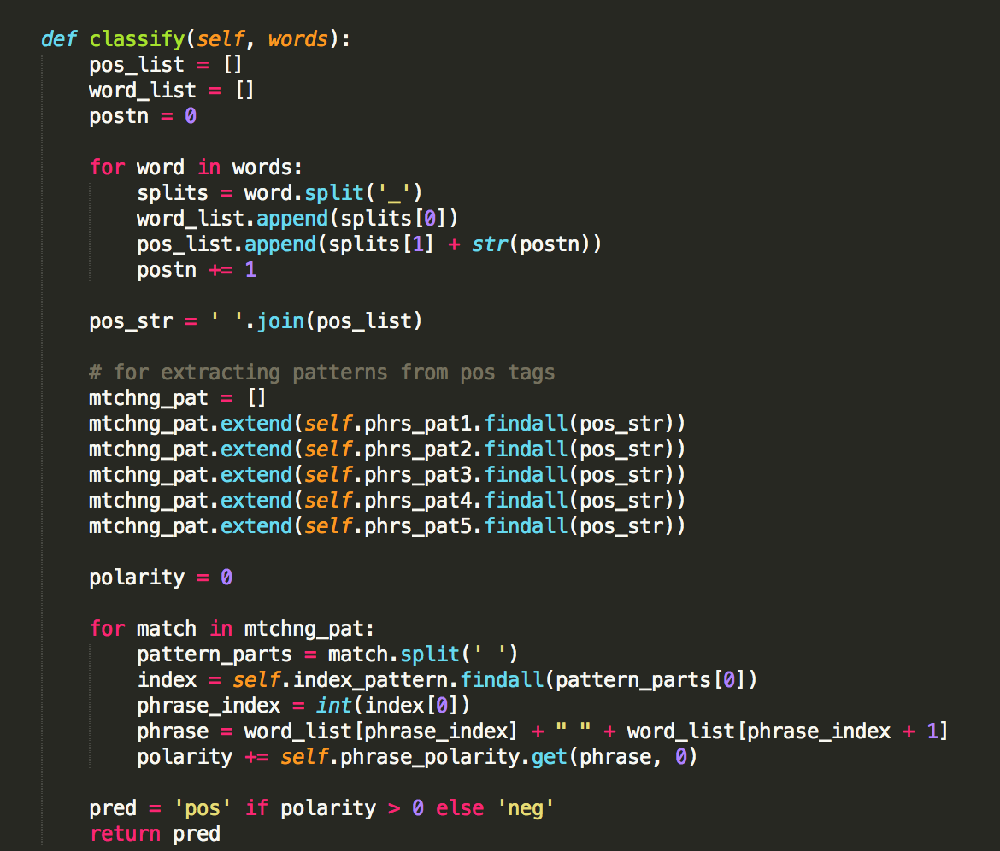 def classify(self, words):
    pos_list = []
    word_list = []
    postn = 0

    for word in words:
        splits = word.split('_')
        word_list.append(splits[0])
        pos_list.append(splits[1] + str(postn))
        postn += 1

    pos_str = ' '.join(pos_list)

    # for extracting patterns from pos tags
    mtchng_pat = []
    mtchng_pat.extend(self.phrs_pat1.findall(pos_str))
    mtchng_pat.extend(self.phrs_pat2.findall(pos_str))
    mtchng_pat.extend(self.phrs_pat3.findall(pos_str))
    mtchng_pat.extend(self.phrs_pat4.findall(pos_str))
    mtchng_pat.extend(self.phrs_pat5.findall(pos_str))

    polarity = 0

    for match in mtchng_pat:
        pattern_parts = match.split(' ')
        index = self.index_pattern.findall(pattern_parts[0])
        phrase_index = int(index[0])
        phrase = word_list[phrase_index] + " " + word_list[phrase_index + 1]
        polarity += self.phrase_polarity.get(phrase, 0)

    pred = 'pos' if polarity > 0 else 'neg'
    return pred